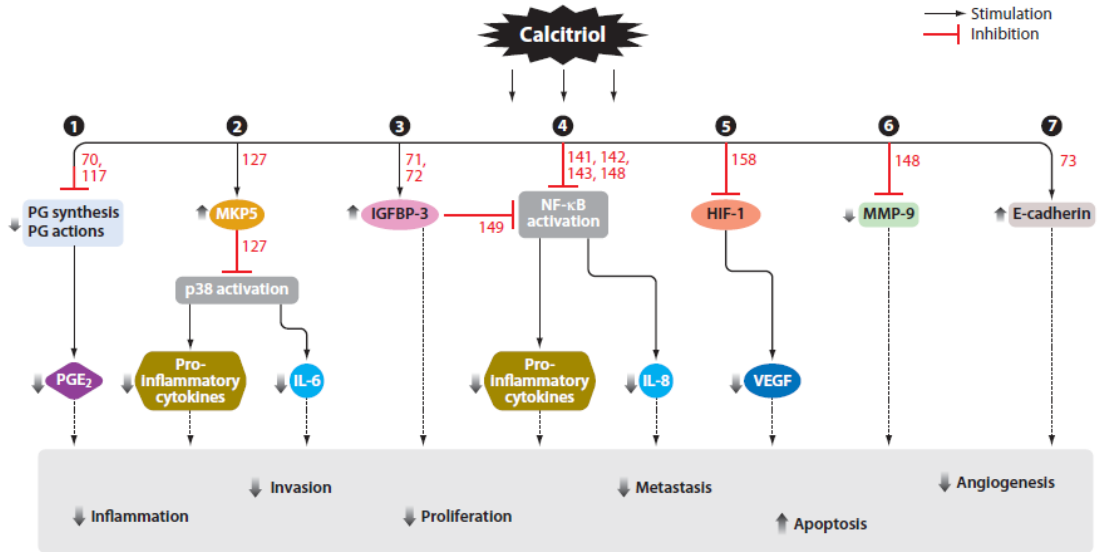 Calcitriol
Stimulation
Inhibition
1
2
3
4
5
6
7
70,
117
127
71,
72
141, 142,
143, 148
158
148
73
PG synthesis
PG actions
MKP5
IGFBP-3
149
NF-κB
activation
HIF-1
MMP-9
E-cadherin
127
p38 activation
PGE2
Pro-
inflammatory
cytokines
IL-6
Pro-
inflammatory
cytokines
IL-8
VEGF
Invasion
Metastasis
Angiogenesis
Inflammation
Proliferation
Apoptosis